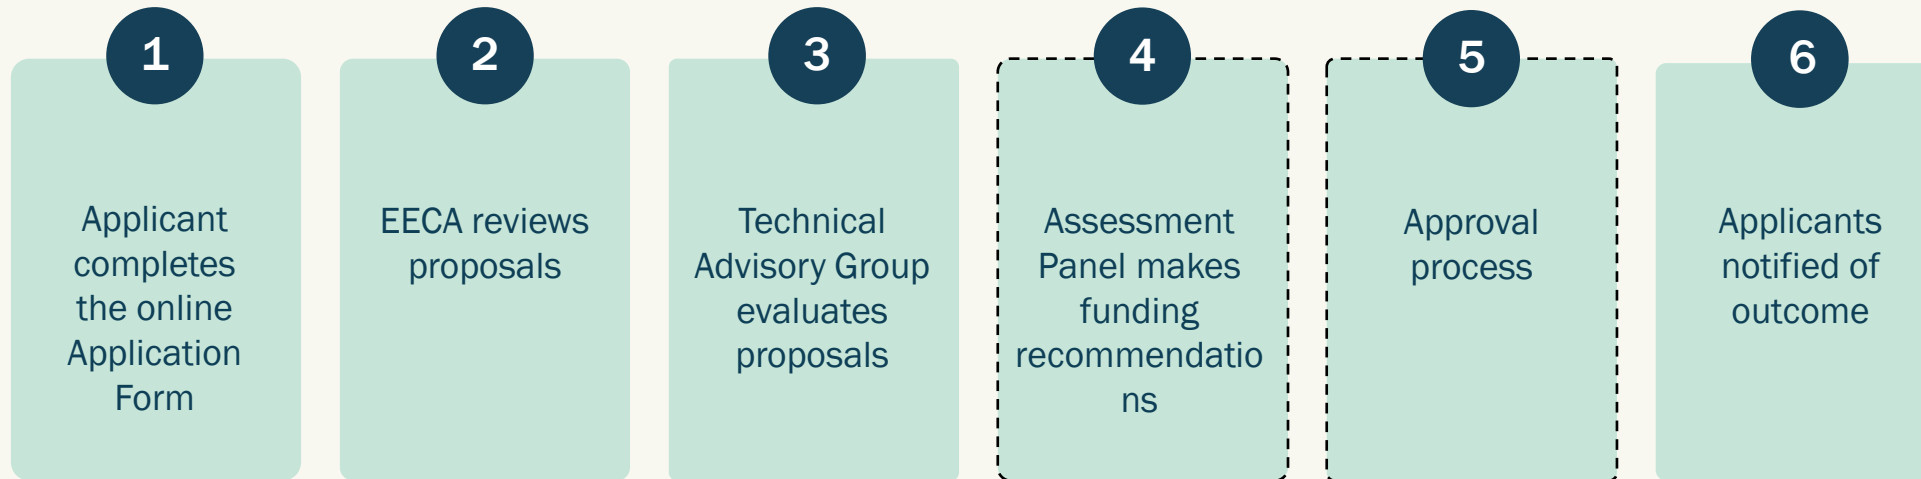 1
Applicant
completes
the online
Application
Form
2
EECA reviews
proposals
3
Technical
Advisory Group
evaluates
proposals
4
Assessment
Panel makes
funding
recommendatio
ns
5
Approval
process
6
Applicants
notified of
outcome